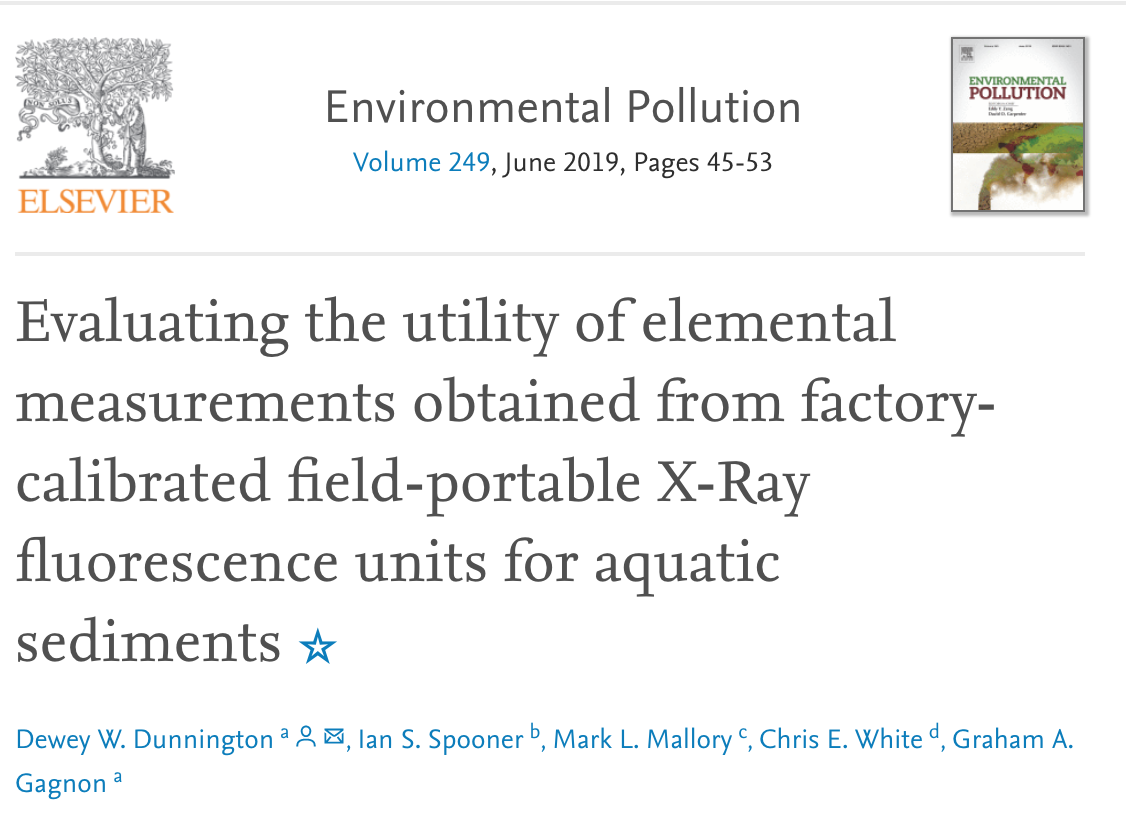 Environmental Pollution
Volume 249, June 2019, Pages 45-53
ELSEVIER
ENVIRONMENTAL
POLLUTION
Evaluating the utility of elemental
measurements obtained from factory-
calibrated field-portable X-Ray
fluorescence units for aquatic
sediments
Dewey W. Dunnington a, Ian S. Spooner b, Mark L. Mallory c, Chris E. White d, Graham A.
Gagnon a